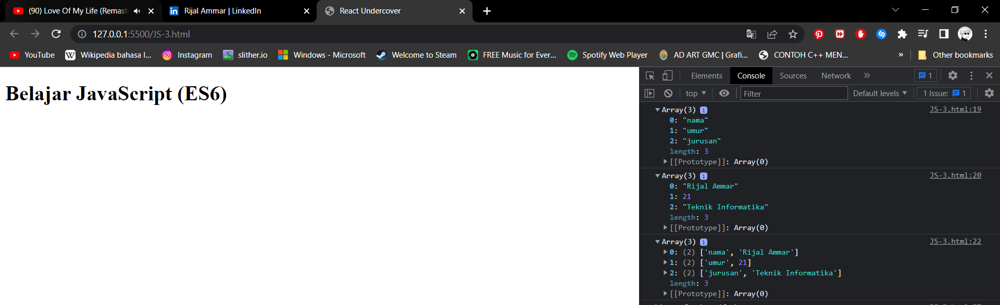 (90) Love Of My Life (Remast
Rijal Ammar | LinkedIn
React Undercover
127.0.0.1:5500/JS-3.html
YouTube
Wikipedia bahasa I...
Instagram
slither.io
Windows - Microsoft
Welcome to Steam
FREE Music for Ever...
Spotify Web Player
AD ART GMC | Grafi...
CONTOH C++ MEN...
»
Other bookmarks
Belajar JavaScript (ES6)
Elements
Console
Sources
Network
»
1
top
Filter
Default levels
1 Issue:
1
Array(3) i
JS-3.html:19
0: "nama"
1: "umur"
2: "jurusan"
length: 3
[[Prototype]]: Array(0)
Array(3) i
JS-3.html:20
0: "Rijal Ammar"
1: 21
2: "Teknik Informatika"
length: 3
[[Prototype]]: Array(0)
Array(3) i
JS-3.html:22
0: (2) ['nama', 'Rijal Ammar']
1: (2) ['umur', 21]
2: (2) ['jurusan', 'Teknik Informatika']
length: 3
[[Prototype]]: Array(0)